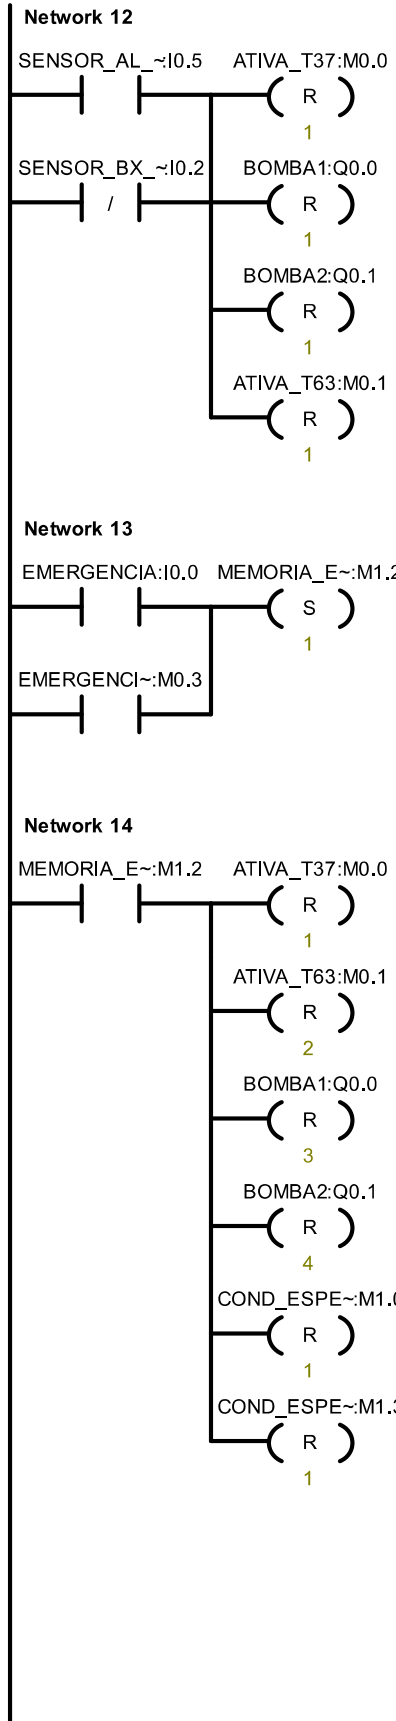 Network 12
SENSOR_AL_~:I0.5 ATIVA_T37:M0.0
R
1
SENSOR_BX_~:I0.2 BOMBA1:Q0.0
/ R
1
BOMBA2:Q0.1
R
1
ATIVA_T63:M0.1
R
1
Network 13
EMERGENCIA:I0.0 MEMORIA_E~:M1.2
S
1
EMERGENCI~:M0.3
Network 14
MEMORIA_E~:M1.2 ATIVA_T37:M0.0
R
1
ATIVA_T63:M0.1
R
2
BOMBA1:Q0.0
R
3
BOMBA2:Q0.1
R
4
COND_ESPE~:M1.0
R
1
COND_ESPE~:M1.3
R
1